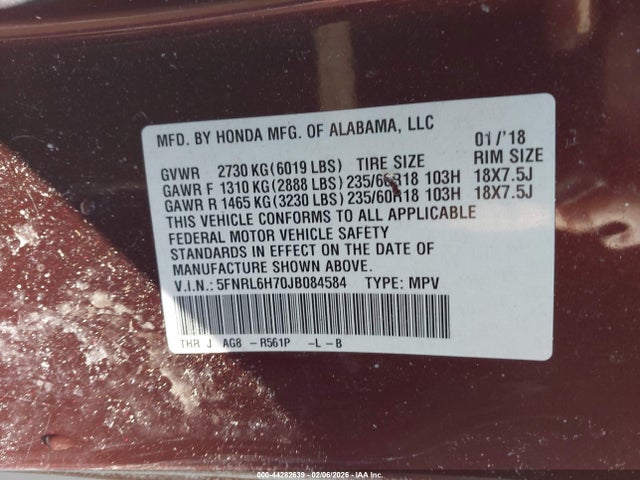 MFD. BY HONDA MFG. OF ALABAMA, LLC 01/'18
GVWR 2730 KG(6019 LBS) TIRE SIZE RIM SIZE
GAWR F 1310 KG(2888 LBS) 235/60R18 103H 18X7.5J
GAWR R 1465 KG(3230 LBS) 235/60R18 103H 18X7.5J
THIS VEHICLE CONFORMS TO ALL APPLICABLE
FEDERAL MOTOR VEHICLE SAFETY
STANDARDS IN EFFECT ON THE DATE OF
MANUFACTURE SHOWN ABOVE.
V.I.N.: 5FNRL6H70JB084584 TYPE: MPV
THR J AG8 - R561P -L-B
000-44282639 - 02/06/2026 - IAAI.com